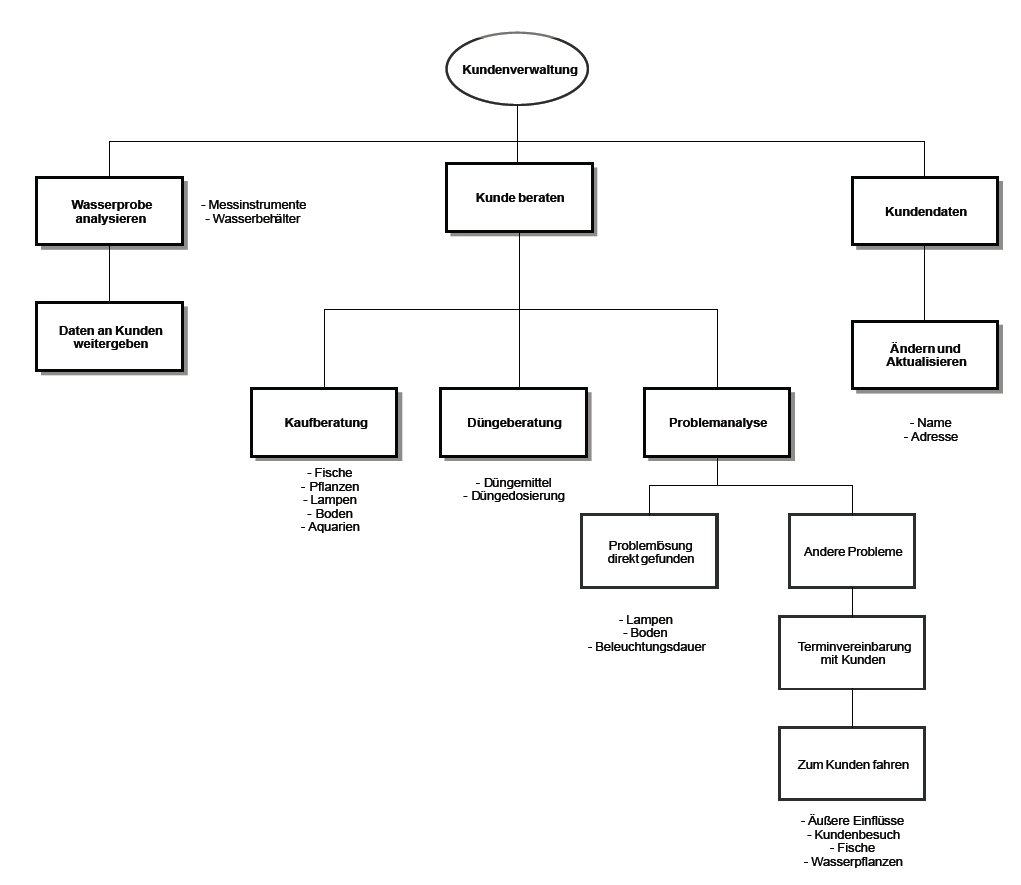 Kundenverwaltung
Wasserprobe
analysieren
- Messinstrumente
- Wasserbehälter
Kunde beraten
Kundendaten
Daten an Kunden
weitergeben
Ändern und
Aktualisieren
- Name
- Adresse
Kaufberatung
- Fische
- Pflanzen
- Lampen
- Boden
- Aquarien
Düngeberatung
- Düngemittel
- Düngedosierung
Problemanalyse
Problemlösung
direkt gefunden
- Lampen
- Boden
- Beleuchtungsdauer
Andere Probleme
Terminvereinbarung
mit Kunden
Zum Kunden fahren
- Äußere Einflüsse
- Kundenbesuch
- Fische
- Wasserpflanzen